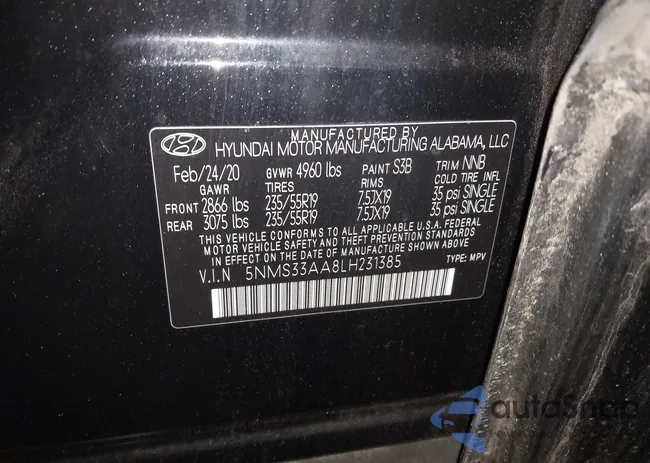 MANUFACTURED BY
HYUNDAI MOTOR MANUFACTURING ALABAMA, LLC
Feb/24/20 GVWR 4960 lbs PAINT S3B TRIM NNB
GAWR TIRES RIMS COLD TIRE INFL
FRONT 2866 lbs 235/55R19 7.5JX19 35 psi SINGLE
REAR 3075 lbs 235/55R19 7.5JX19 35 psi SINGLE
THIS VEHICLE CONFORMS TO ALL APPLICABLE U.S.A. FEDERAL
MOTOR VEHICLE SAFETY AND THEFT PREVENTION STANDARDS
IN EFFECT ON THE DATE OF MANUFACTURE SHOWN ABOVE.
V.I.N 5NMS33AA8LH231385 TYPE: MPV